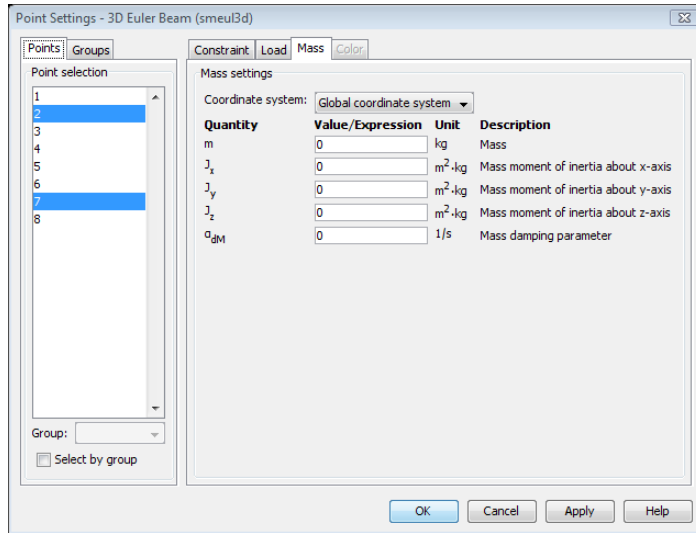 Point Settings - 3D Euler Beam (smeul3d)
Points Groups
Point selection
1
2
3
4
5
6
7
8
Group:
Select by group
Constraint Load Mass Color
Mass settings
Coordinate system: Global coordinate system
Quantity Value/Expression Unit Description
m 0 kg Mass
Jx 0 m²·kg Mass moment of inertia about x-axis
Jy 0 m²·kg Mass moment of inertia about y-axis
Jz 0 m²·kg Mass moment of inertia about z-axis
αdM 0 1/s Mass damping parameter
OK Cancel Apply Help